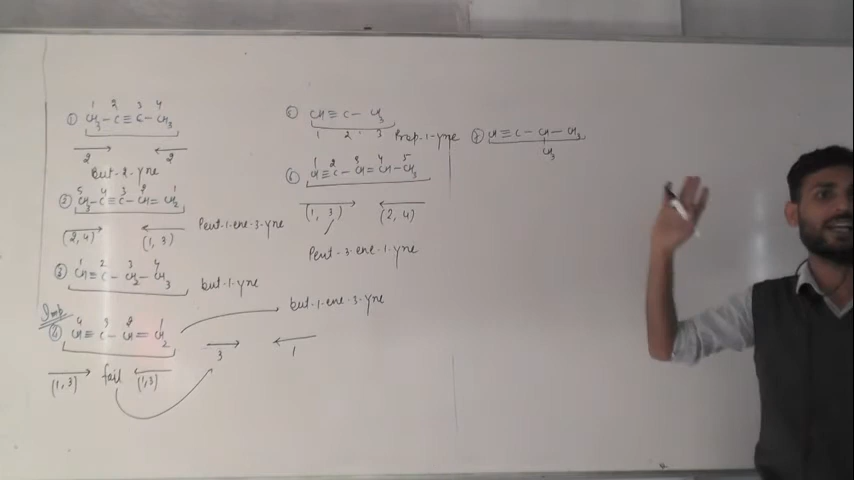 1 2 3 4
① CH₃ - C ≡ C - CH₃
2 2
But-2-yne
5 4 3 2 1
② CH₃ - C ≡ C - CH = CH₂
(2,4) (1,3) Pent-1-ene-3-yne
1 2 3 4
③ CH ≡ C - CH₂ - CH₃ but-1-yne
Imp.
4 3 2 1
CH ≡ C - CH = CH₂ but-1-ene-3-yne
(1,3) fail (1,3) 3 1
CH ≡ C - CH₃
1 2 3 Prop-1-yne
1 2 3 4 5
⑥ CH ≡ C - CH = CH - CH₃
(1, 3) (2, 4)
Pent-3-ene-1-yne
⑦ CH ≡ C - CH - CH₃
CH₃